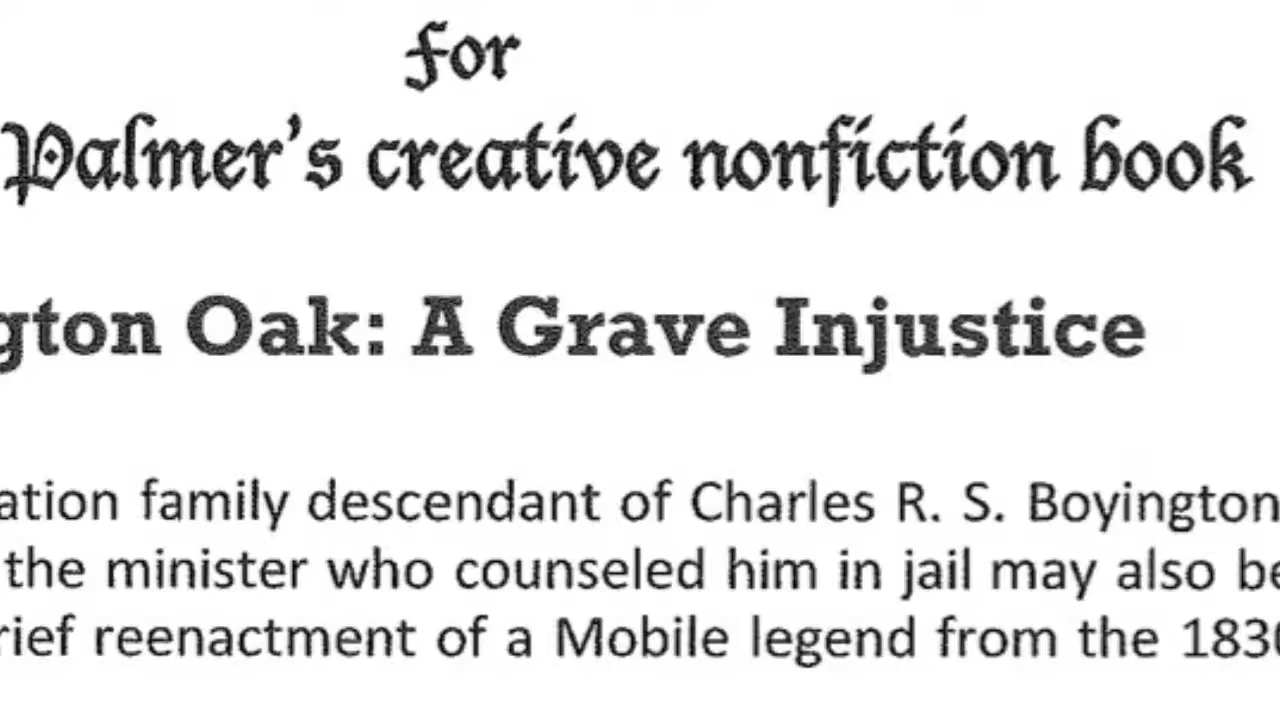 for
Palmer's creative nonfiction book
gton Oak: A Grave Injustice
ation family descendant of Charles R. S. Boyington
the minister who counseled him in jail may also be
rief reenactment of a Mobile legend from the 1830